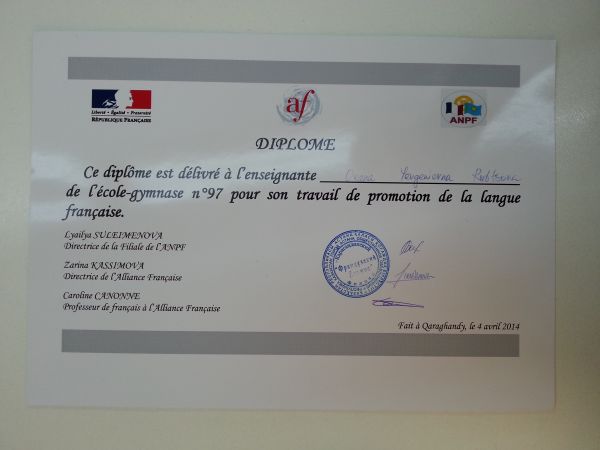 Liberté • Égalité • Fraternité
RÉPUBLIQUE FRANÇAISE
af
ANPF
DIPLOME
Ce diplôme est délivré à l'enseignante
de l'école-gymnase n°97 pour son travail de promotion de la langue
française.
Lyailya SULEIMENOVA
Directrice de la Filiale de l'ANPF
Zarina KASSIMOVA
Directrice de l'Alliance Française
Caroline CANONNE
Professeur de français à l'Alliance Française
Fait à Qaraghandy, le 4 avril 2014